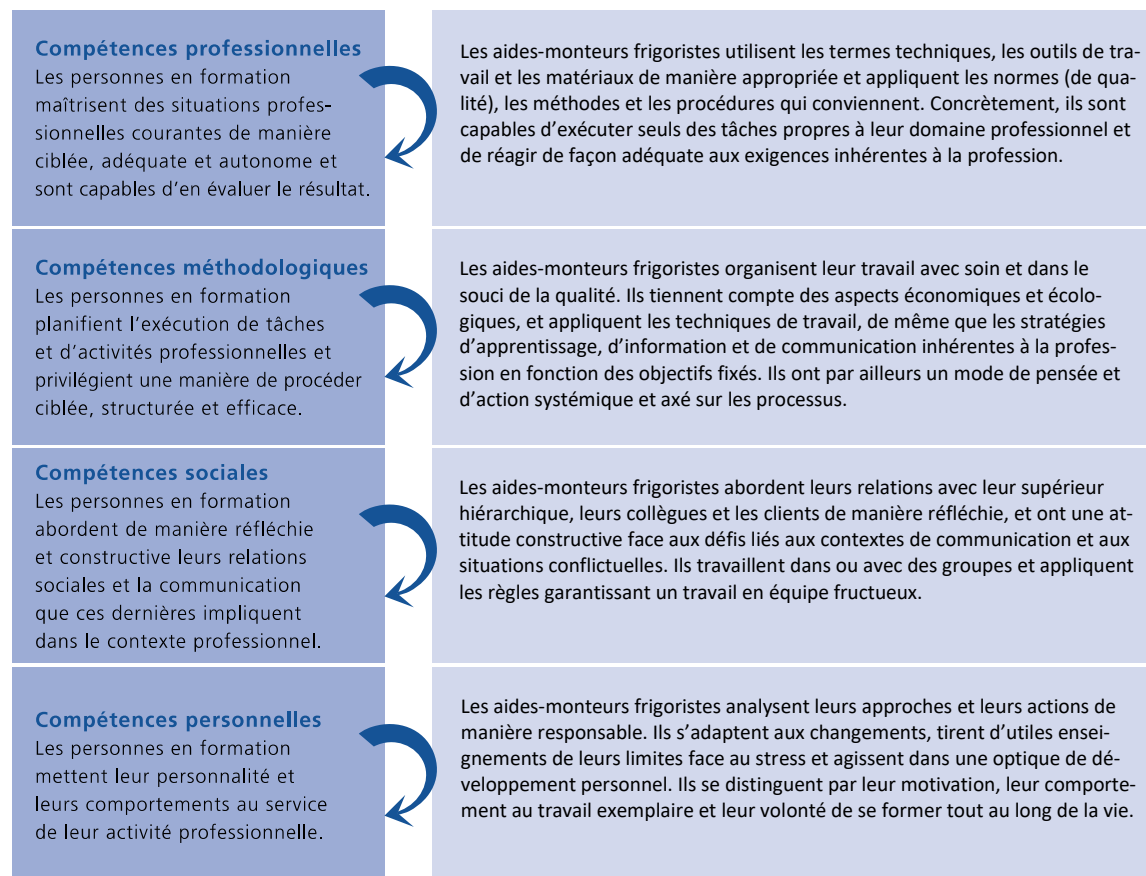 Compétences professionnelles
Les personnes en formation
maîtrisent des situations profes-
sionnelles courantes de manière
ciblée, adéquate et autonome et
sont capables d'en évaluer le résultat.
Les aides-monteurs frigoristes utilisent les termes techniques, les outils de tra-
vail et les matériaux de manière appropriée et appliquent les normes (de qua-
lité), les méthodes et les procédures qui conviennent. Concrètement, ils sont
capables d'exécuter seuls des tâches propres à leur domaine professionnel et
de réagir de façon adéquate aux exigences inhérentes à la profession.
Compétences méthodologiques
Les personnes en formation
planifient l'exécution de tâches
et d'activités professionnelles et
privilégient une manière de procéder
ciblée, structurée et efficace.
Les aides-monteurs frigoristes organisent leur travail avec soin et dans le
souci de la qualité. Ils tiennent compte des aspects économiques et écolo-
giques, et appliquent les techniques de travail, de même que les stratégies
d'apprentissage, d'information et de communication inhérentes à la profes-
sion en fonction des objectifs fixés. Ils ont par ailleurs un mode de pensée et
d'action systémique et axé sur les processus.
Compétences sociales
Les personnes en formation
abordent de manière réfléchie
et constructive leurs relations
sociales et la communication
que ces dernières impliquent
dans le contexte professionnel.
Les aides-monteurs frigoristes abordent leurs relations avec leur supérieur
hiérarchique, leurs collègues et les clients de manière réfléchie, et ont une at-
titude constructive face aux défis liés aux contextes de communication et aux
situations conflictuelles. Ils travaillent dans ou avec des groupes et appliquent
les règles garantissant un travail en équipe fructueux.
Compétences personnelles
Les personnes en formation
mettent leur personnalité et
leurs comportements au service
de leur activité professionnelle.
Les aides-monteurs frigoristes analysent leurs approches et leurs actions de
manière responsable. Ils s'adaptent aux changements, tirent d'utiles ensei-
gnements de leurs limites face au stress et agissent dans une optique de dé-
veloppement personnel. Ils se distinguent par leur motivation, leur comporte-
ment au travail exemplaire et leur volonté de se former tout au long de la vie.